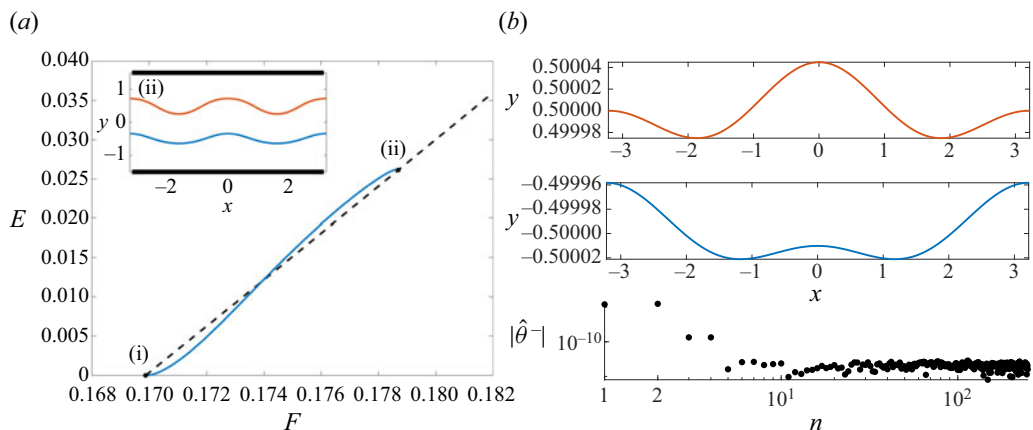 (a)
0.040
0.035
0.030
0.025
E 0.020
0.015
0.010
0.005
0
0.168 0.170 0.172 0.174 0.176 0.178 0.180 0.182
F
(i)
(ii)
(ii)
1
y 0
–1
–2 0 2
x
(b)
0.50004
y 0.50000
0.49998
–3 –2 –1 0 1 2 3
–0.49996
–0.49998
y –0.50000
–0.50002
–3 –2 –1 0 1 2 3
x
|θ̂⁻| 10⁻¹⁰
1 2 10¹ 10²
n